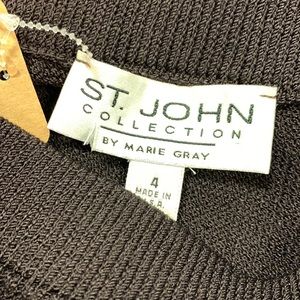 ST. JOHN
COLLECTION
BY MARIE GRAY
4
MADE IN
U.S.A.